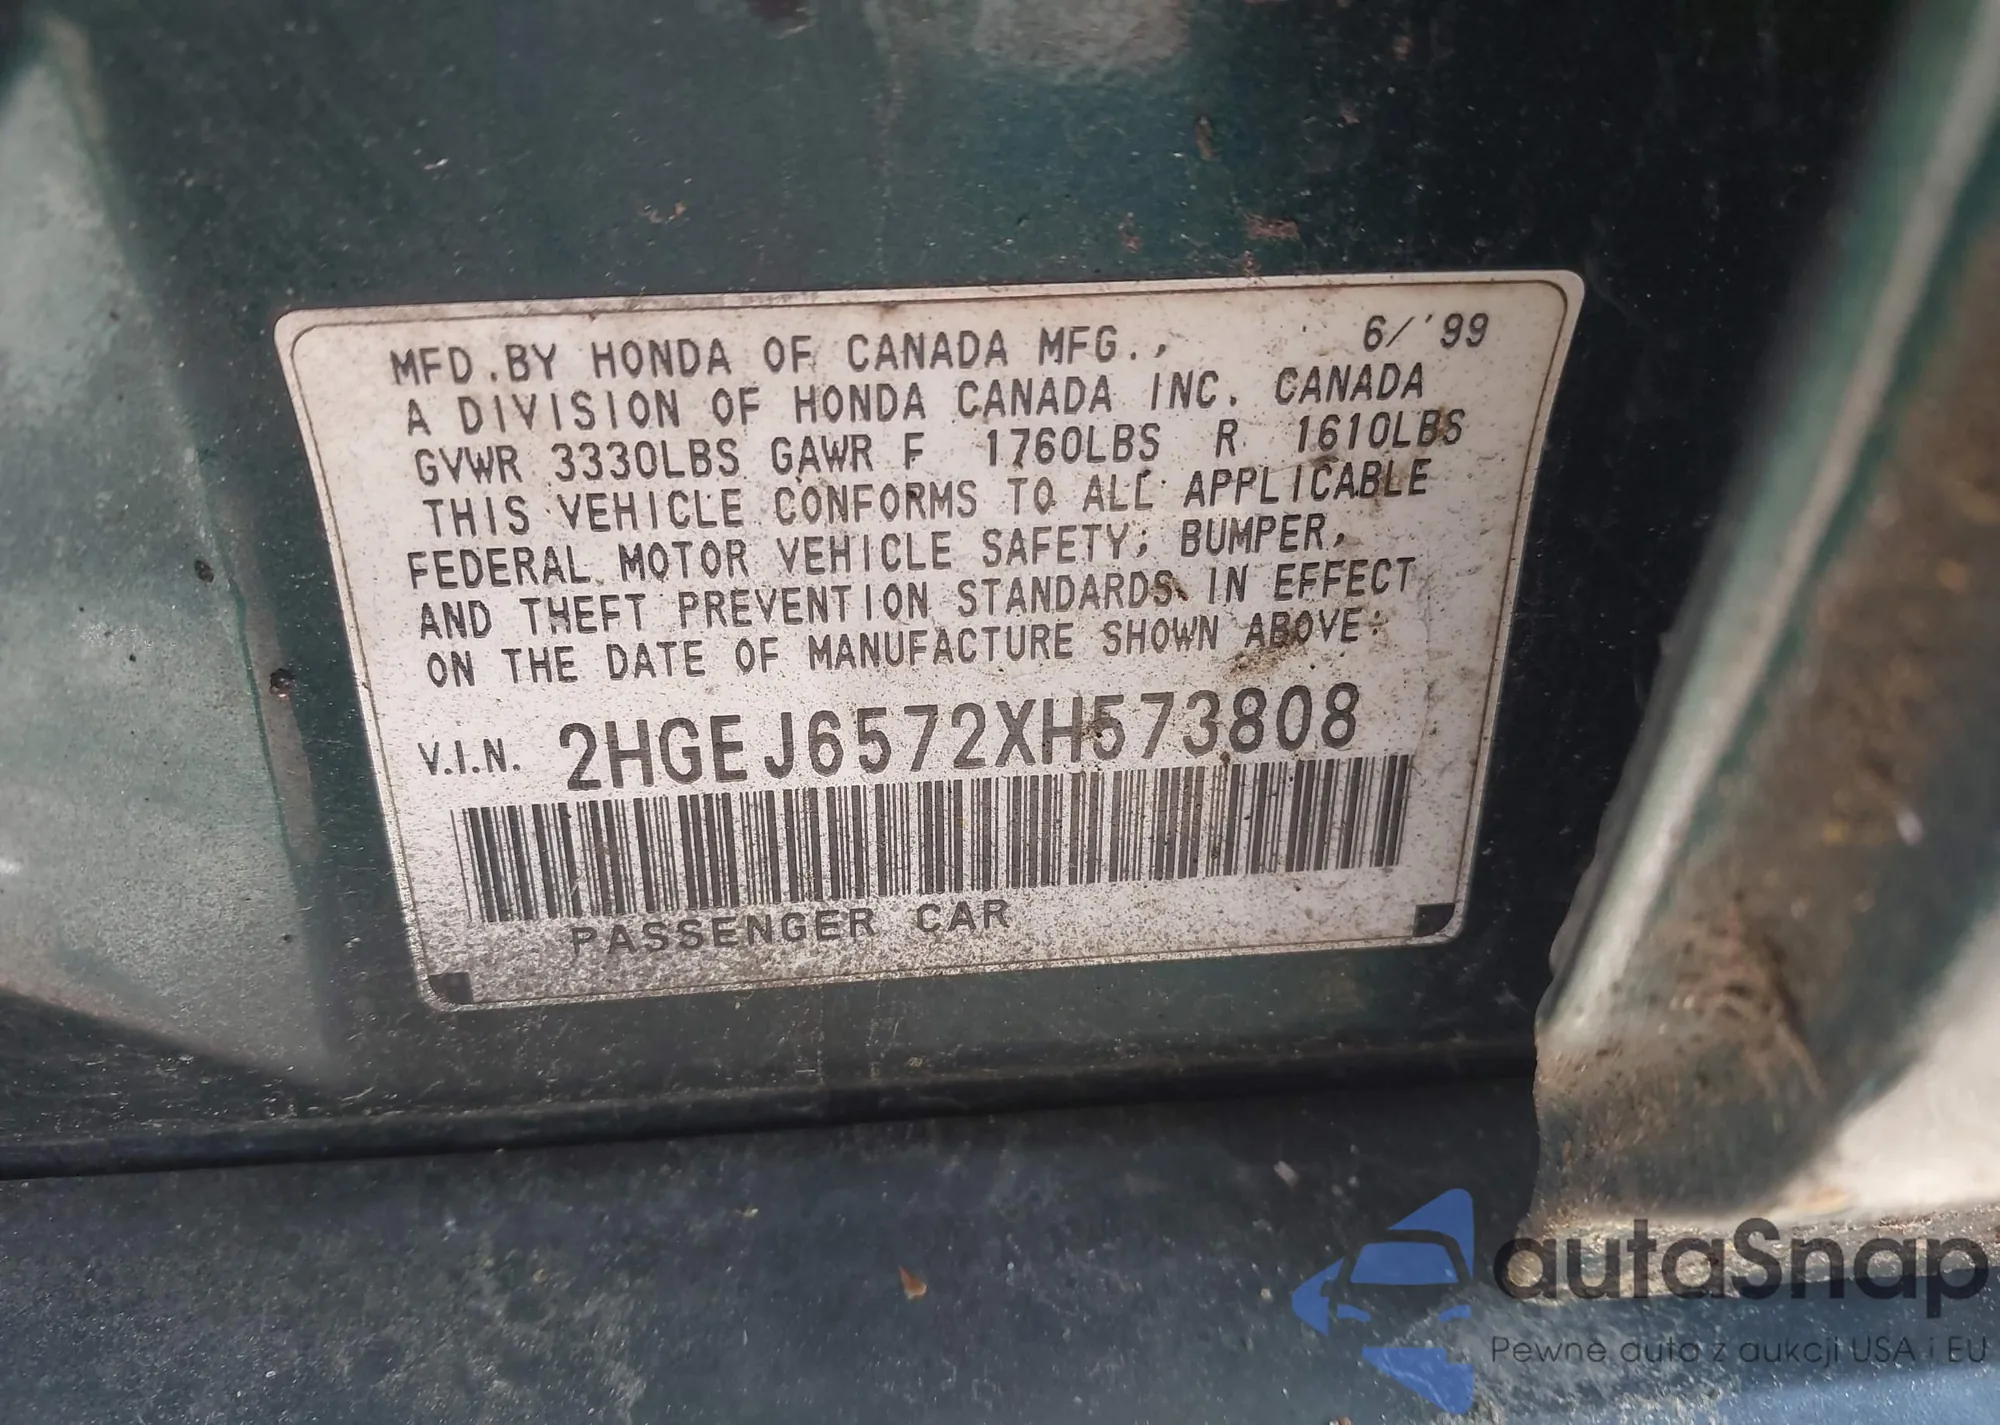 MFD. BY HONDA OF CANADA MFG., 6/'99
A DIVISION OF HONDA CANADA INC. CANADA
GVWR 3330LBS GAWR F 1760LBS R 1610LBS
THIS VEHICLE CONFORMS TO ALL APPLICABLE
FEDERAL MOTOR VEHICLE SAFETY, BUMPER,
AND THEFT PREVENTION STANDARDS IN EFFECT
ON THE DATE OF MANUFACTURE SHOWN ABOVE.
V.I.N. 2HGEJ6572XH573808
PASSENGER CAR
autaSnap
Pewne auto z aukcji USA i EU